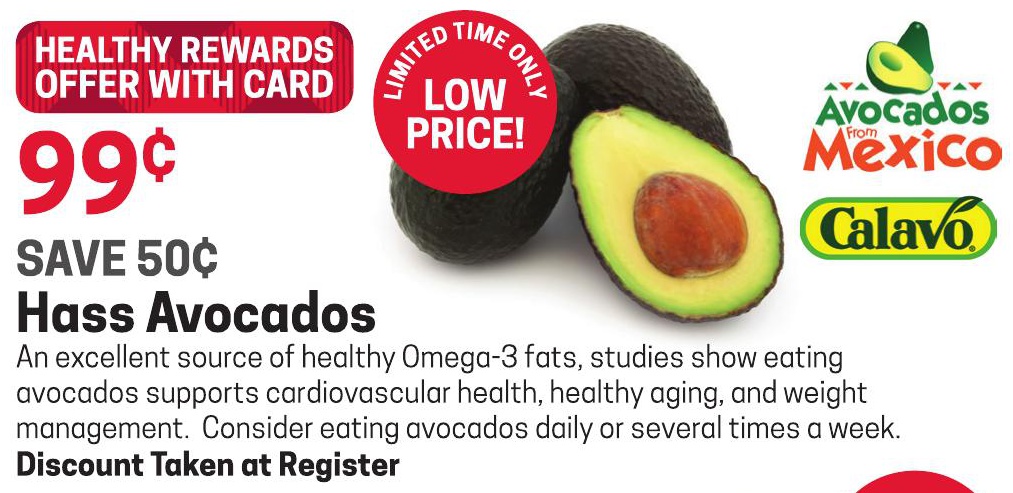 HEALTHY REWARDS
OFFER WITH CARD
99¢
SAVE 50¢
LIMITED TIME ONLY
LOW
PRICE!
Avocados
From
Mexico
Calavo®
Hass Avocados
An excellent source of healthy Omega-3 fats, studies show eating
avocados supports cardiovascular health, healthy aging, and weight
management.  Consider eating avocados daily or several times a week.
Discount Taken at Register